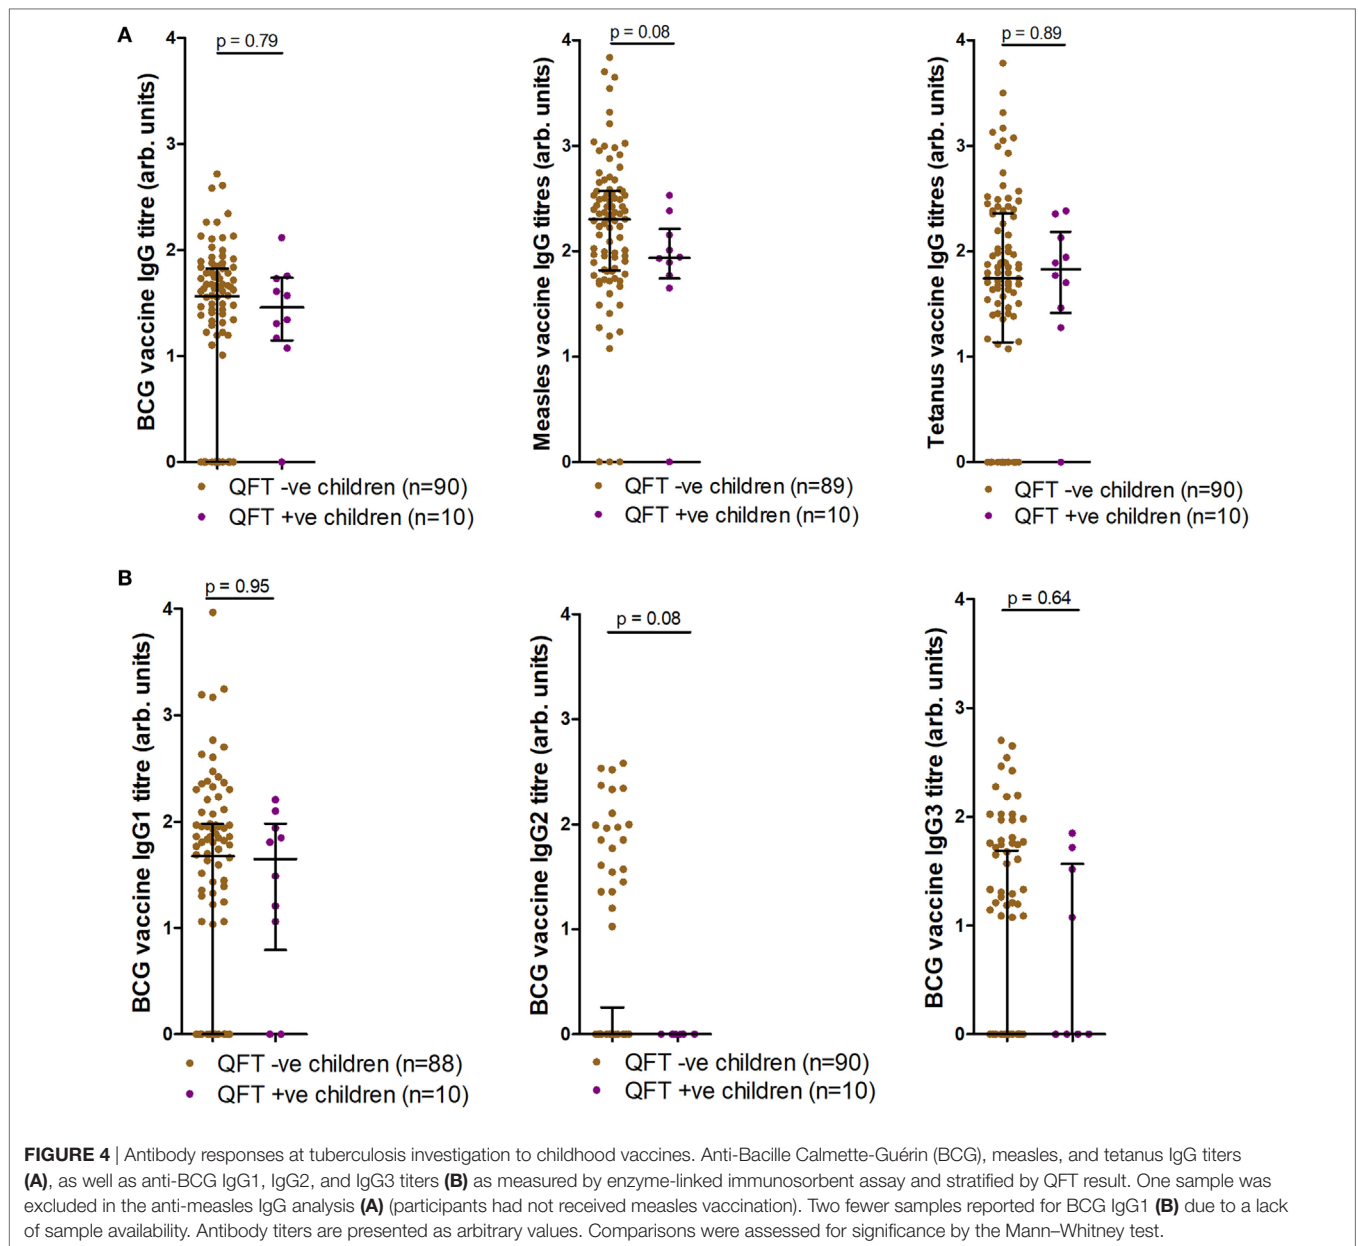 A
p = 0.79
BCG vaccine IgG titre (arb. units)
4
3
2
1
0
QFT -ve children (n=90)
QFT +ve children (n=10)
p = 0.08
Measles vaccine IgG titres (arb. units)
4
3
2
1
0
QFT -ve children (n=89)
QFT +ve children (n=10)
p = 0.89
Tetanus vaccine IgG titres (arb. units)
4
3
2
1
0
QFT -ve children (n=90)
QFT +ve children (n=10)
B
p = 0.95
BCG vaccine IgG1 titre (arb. units)
4
3
2
1
0
QFT -ve children (n=88)
QFT +ve children (n=10)
p = 0.08
BCG vaccine IgG2 titre (arb. units)
4
3
2
1
0
QFT -ve children (n=90)
QFT +ve children (n=10)
p = 0.64
BCG vaccine IgG3 titre (arb. units)
4
3
2
1
0
FIGURE 4 | Antibody responses at tuberculosis investigation to childhood vaccines. Anti-Bacille Calmette-Guérin (BCG), measles, and tetanus IgG titers
(A), as well as anti-BCG IgG1, IgG2, and IgG3 titers (B) as measured by enzyme-linked immunosorbent assay and stratified by QFT result. One sample was
excluded in the anti-measles IgG analysis (A) (participants had not received measles vaccination). Two fewer samples reported for BCG IgG1 (B) due to a lack
of sample availability. Antibody titers are presented as arbitrary values. Comparisons were assessed for significance by the Mann–Whitney test.